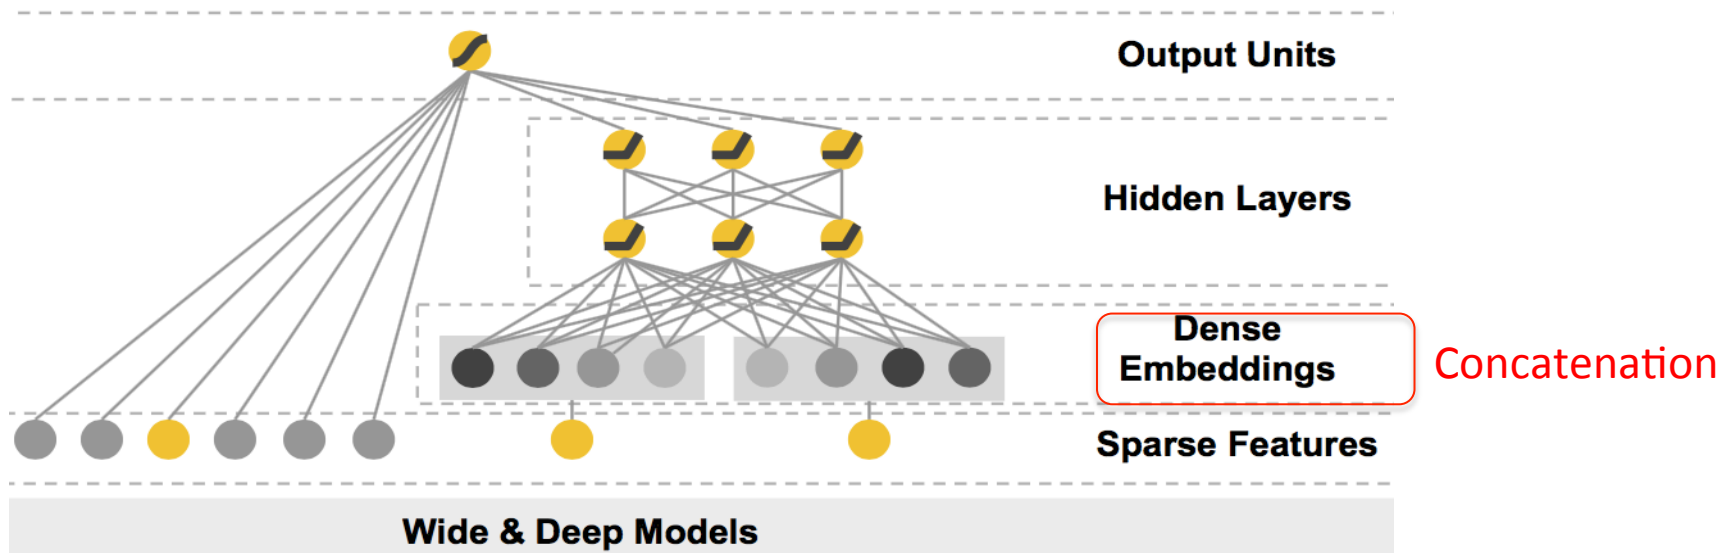 Output Units
Hidden Layers
Dense
Embeddings
Concatenation
Sparse Features
Wide & Deep Models